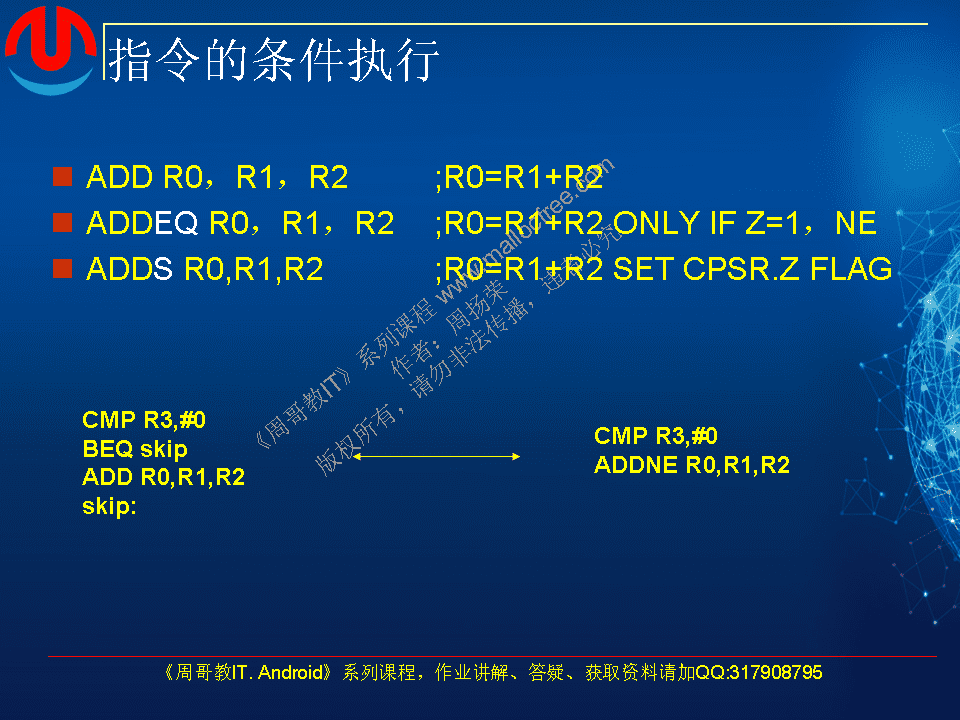 指令的条件执行
ADD R0，R1，R2 ;R0=R1+R2
ADDEQ R0，R1，R2 ;R0=R1+R2 ONLY IF Z=1，NE
ADDS R0,R1,R2 ;R0=R1+R2 SET CPSR.Z FLAG
《周哥教IT》系列课程 www.mallocfree.com
作者：周扬荣
版权所有，请勿非法传播，违者必究
CMP R3,#0
BEQ skip
ADD R0,R1,R2
skip:
CMP R3,#0
ADDNE R0,R1,R2
《周哥教IT. Android》系列课程，作业讲解、答疑、获取资料请加QQ:317908795